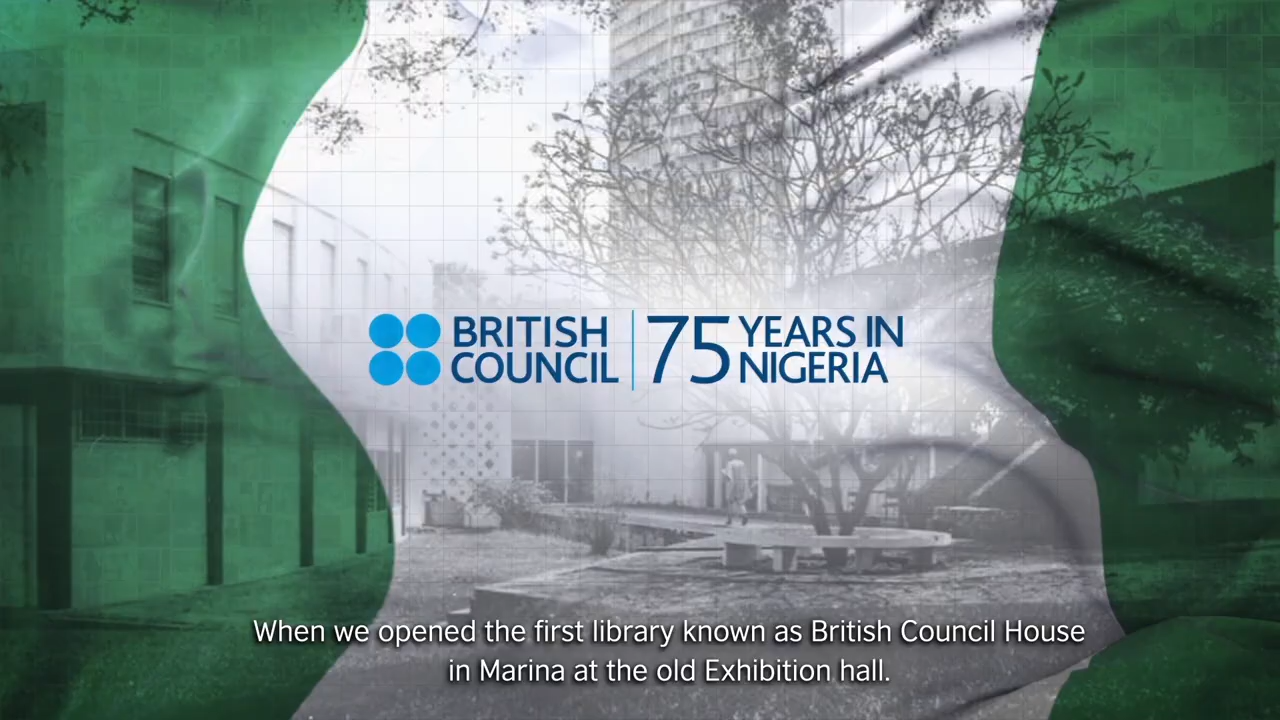 BRITISH COUNCIL
75 YEARS IN NIGERIA
When we opened the first library known as British Council House
in Marina at the old Exhibition hall.